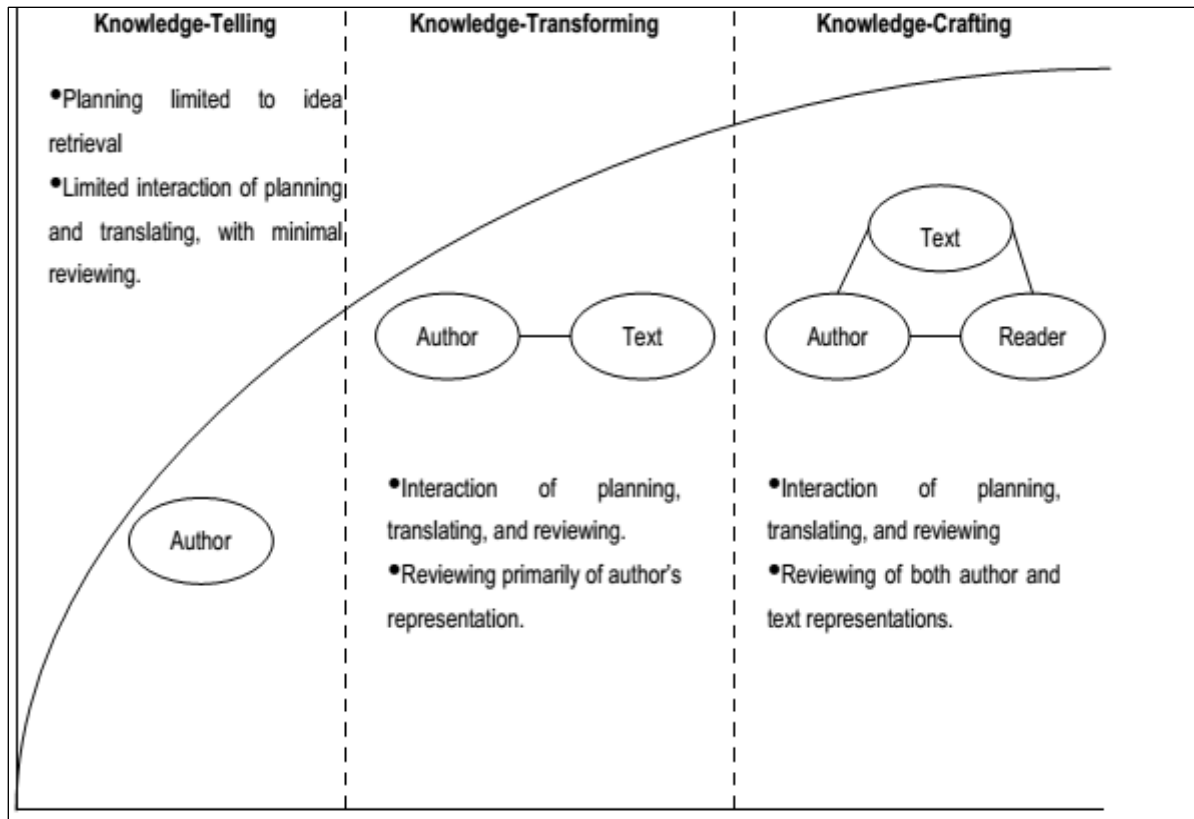 Knowledge-Telling
•Planning limited to idea
retrieval
•Limited interaction of planning
and translating, with minimal
reviewing.
Author
Knowledge-Transforming
Author
Text
•Interaction of planning,
translating, and reviewing.
•Reviewing primarily of author's
representation.
Knowledge-Crafting
Text
Author
Reader
•Interaction of planning,
translating, and reviewing
•Reviewing of both author and
text representations.